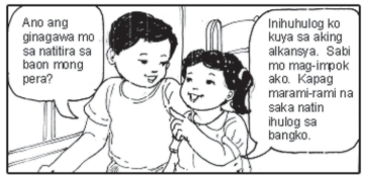 Ano ang
ginagawa mo
sa natitira sa
baon mong
pera?
Inihuhulog ko
kuya sa aking
alkansya. Sabi
mo mag-impok
ako. Kapag
marami-rami na
saka natin
ihulog sa
bangko.